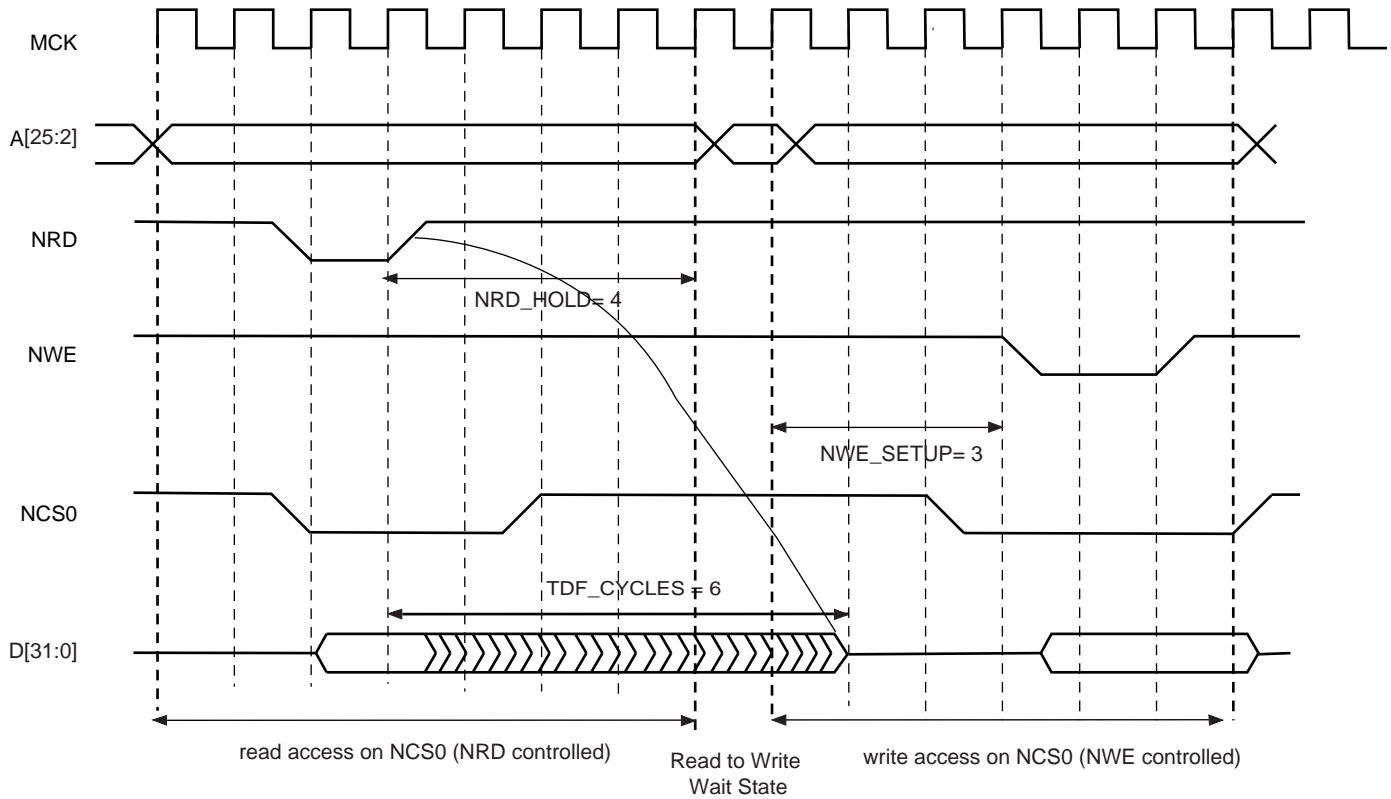 MCK
A[25:2]
NRD
NRD_HOLD= 4
NWE
NWE_SETUP= 3
NCS0
TDF_CYCLES = 6
D[31:0]
read access on NCS0 (NRD controlled)
Read to Write
Wait State
write access on NCS0 (NWE controlled)